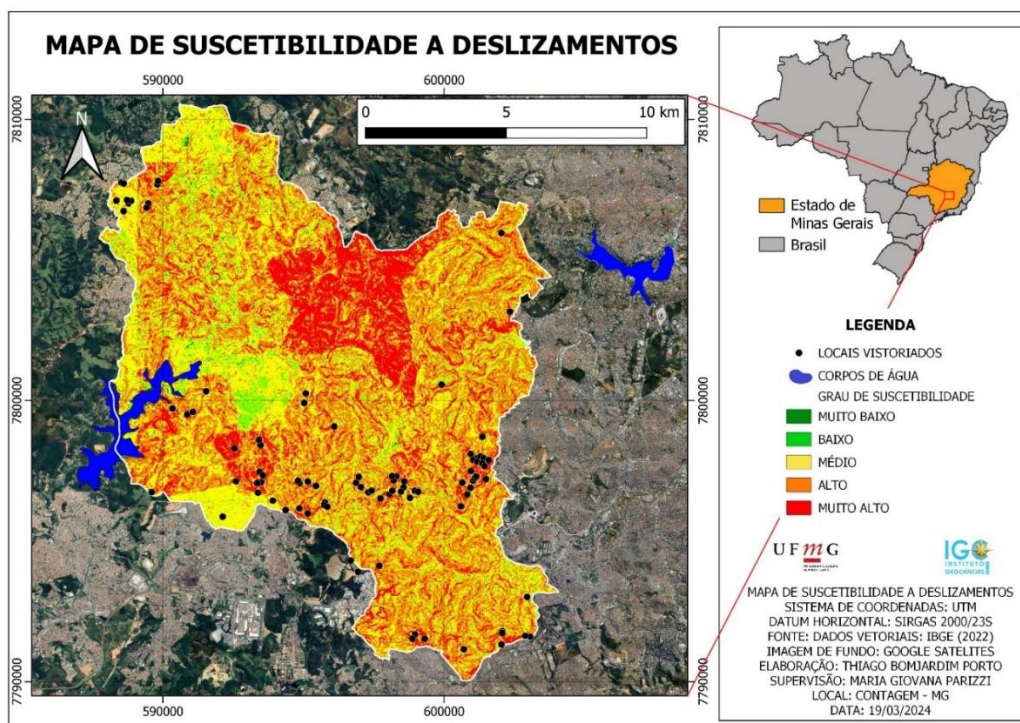 MAPA DE SUSCETIBILIDADE A DESLIZAMENTOS
590000
600000
7810000
7810000
0
5
10 km
N
7800000
7800000
7790000
7790000
590000
600000
Estado de
Minas Gerais
Brasil
LEGENDA
LOCAIS VISTORIADOS
CORPOS DE ÁGUA
GRAU DE SUSCETIBILIDADE
MUITO BAIXO
BAIXO
MÉDIO
ALTO
MUITO ALTO
UFmG
IGC
INSTITUTO
GEOCIÊNCIAS
MAPA DE SUSCETIBILIDADE A DESLIZAMENTOS
SISTEMA DE COORDENADAS: UTM
DATUM HORIZONTAL: SIRGAS 2000/23S
FONTE: DADOS VETORIAIS: IBGE (2022)
IMAGEM DE FUNDO: GOOGLE SATELITES
ELABORAÇÃO: THIAGO BOMJARDIM PORTO
SUPERVISÃO: MARIA GIOVANA PARIZZI
LOCAL: CONTAGEM - MG
DATA: 19/03/2024